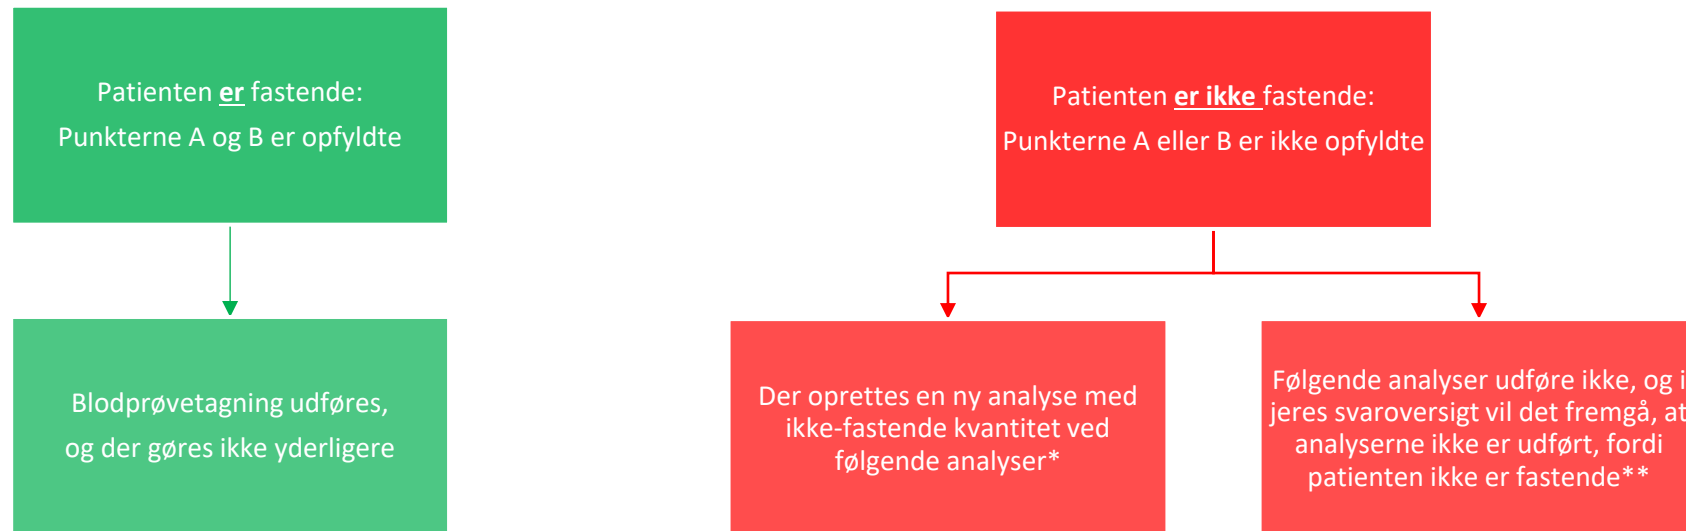 Patienten er fastende:
Punkterne A og B er opfyldte
Patienten er ikke fastende:
Punkterne A eller B er ikke opfyldte
Blodprøvetagning udføres,
og der gøres ikke yderligere
Der oprettes en ny analyse med
ikke-fastende kvantitet ved
følgende analyser*
Følgende analyser udføre ikke, og i
jeres svaroversigt vil det fremgå, at
analyserne ikke er udført, fordi
patienten ikke er fastende**